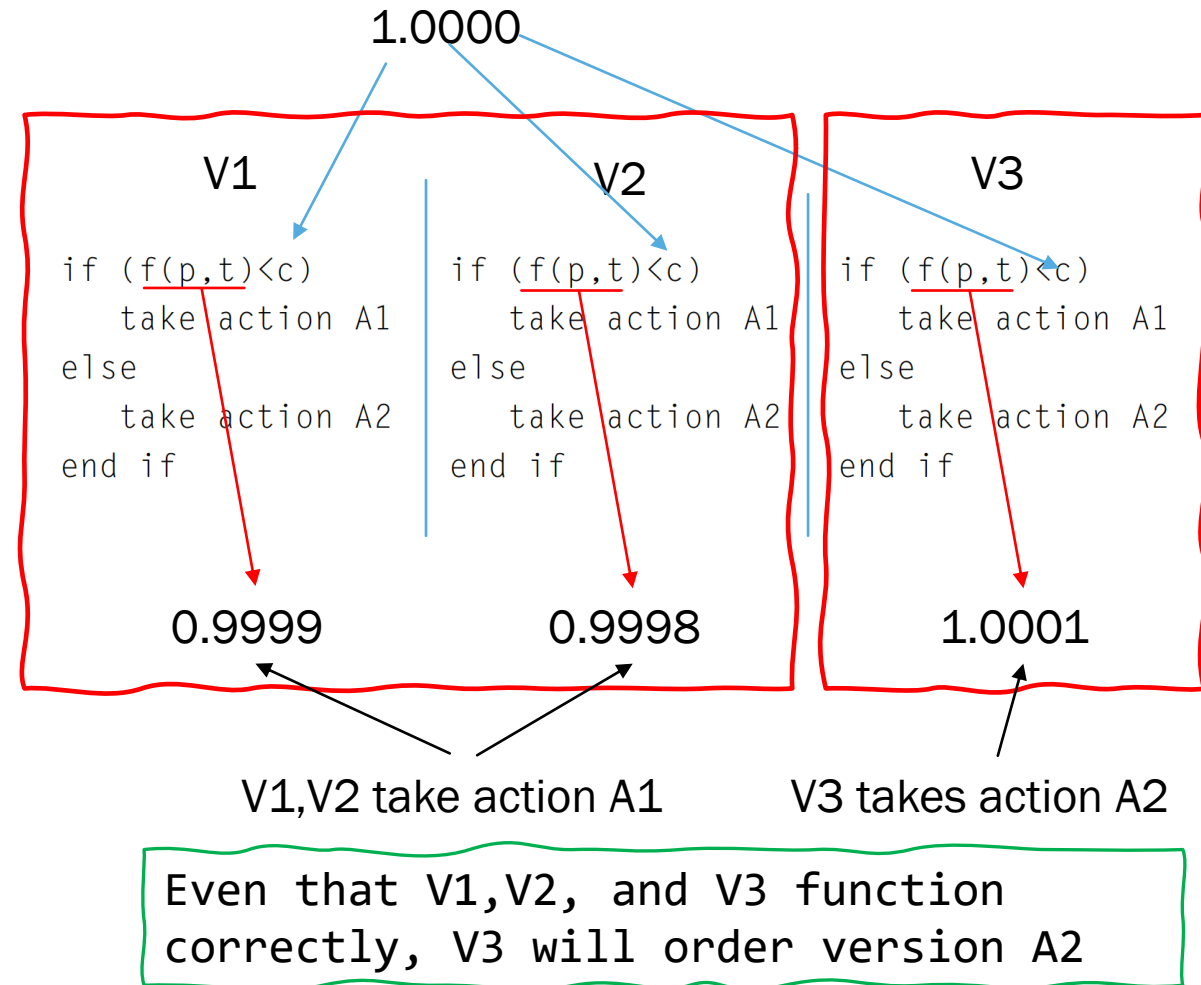 1.0000
V1
if (f(p,t)<c)
take action A1
else
take action A2
end if
0.9999
V2
if (f(p,t)<c)
take action A1
else
take action A2
end if
0.9998
V3
if (f(p,t)<c)
take action A1
else
take action A2
end if
1.0001
V1,V2 take action A1
V3 takes action A2
Even that V1,V2, and V3 function
correctly, V3 will order version A2